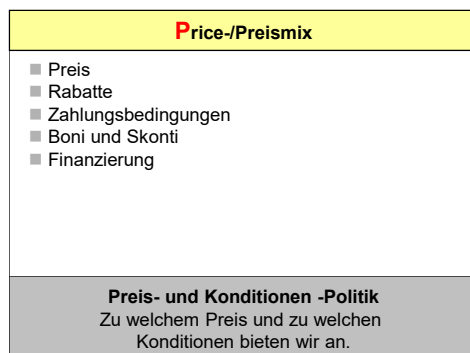 Price-/Preismix
Preis
Rabatte
Zahlungsbedingungen
Boni und Skonti
Finanzierung
Preis- und Konditionen -Politik
Zu welchem Preis und zu welchen
Konditionen bieten wir an.